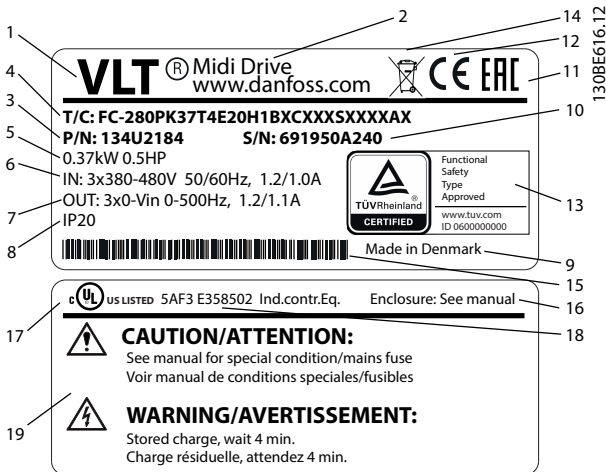 2
14
12
130BE616.12
1
VLT ® Midi Drive
www.danfoss.com
CE EAC
11
4
T/C: FC-280PK37T4E20H1BXCXXXSXXXXAX
10
3
P/N: 134U2184 S/N: 691950A240
5
0.37kW 0.5HP
6
IN: 3x380-480V 50/60Hz, 1.2/1.0A
7
OUT: 3x0-Vin 0-500Hz, 1.2/1.1A
8
IP20
TÜVRheinland
CERTIFIED
Functional
Safety
Type
Approved
www.tuv.com
ID 0600000000
13
Made in Denmark
9
15
17
c UL US LISTED 5AF3 E358502 Ind.contr.Eq. Enclosure: See manual
16
18
CAUTION/ATTENTION:
See manual for special condition/mains fuse
Voir manual de conditions speciales/fusibles
19
WARNING/AVERTISSEMENT:
Stored charge, wait 4 min.
Charge résiduelle, attendez 4 min.